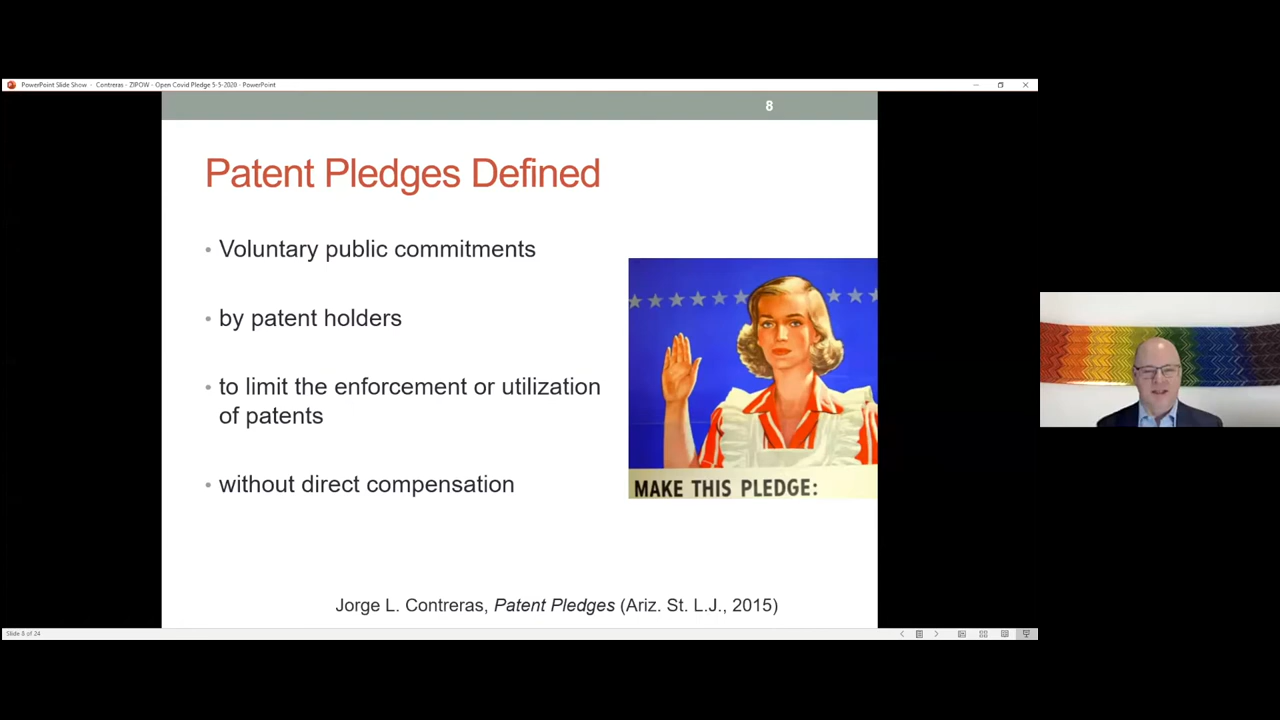 PowerPoint Slide Show - Contreras - ZIPOW - Open Covid Pledge 5-5-2020 - PowerPoint
8
Patent Pledges Defined
• Voluntary public commitments
• by patent holders
• to limit the enforcement or utilization
of patents
• without direct compensation
MAKE THIS PLEDGE:
Jorge L. Contreras, Patent Pledges (Ariz. St. L.J., 2015)
Slide 8 of 24